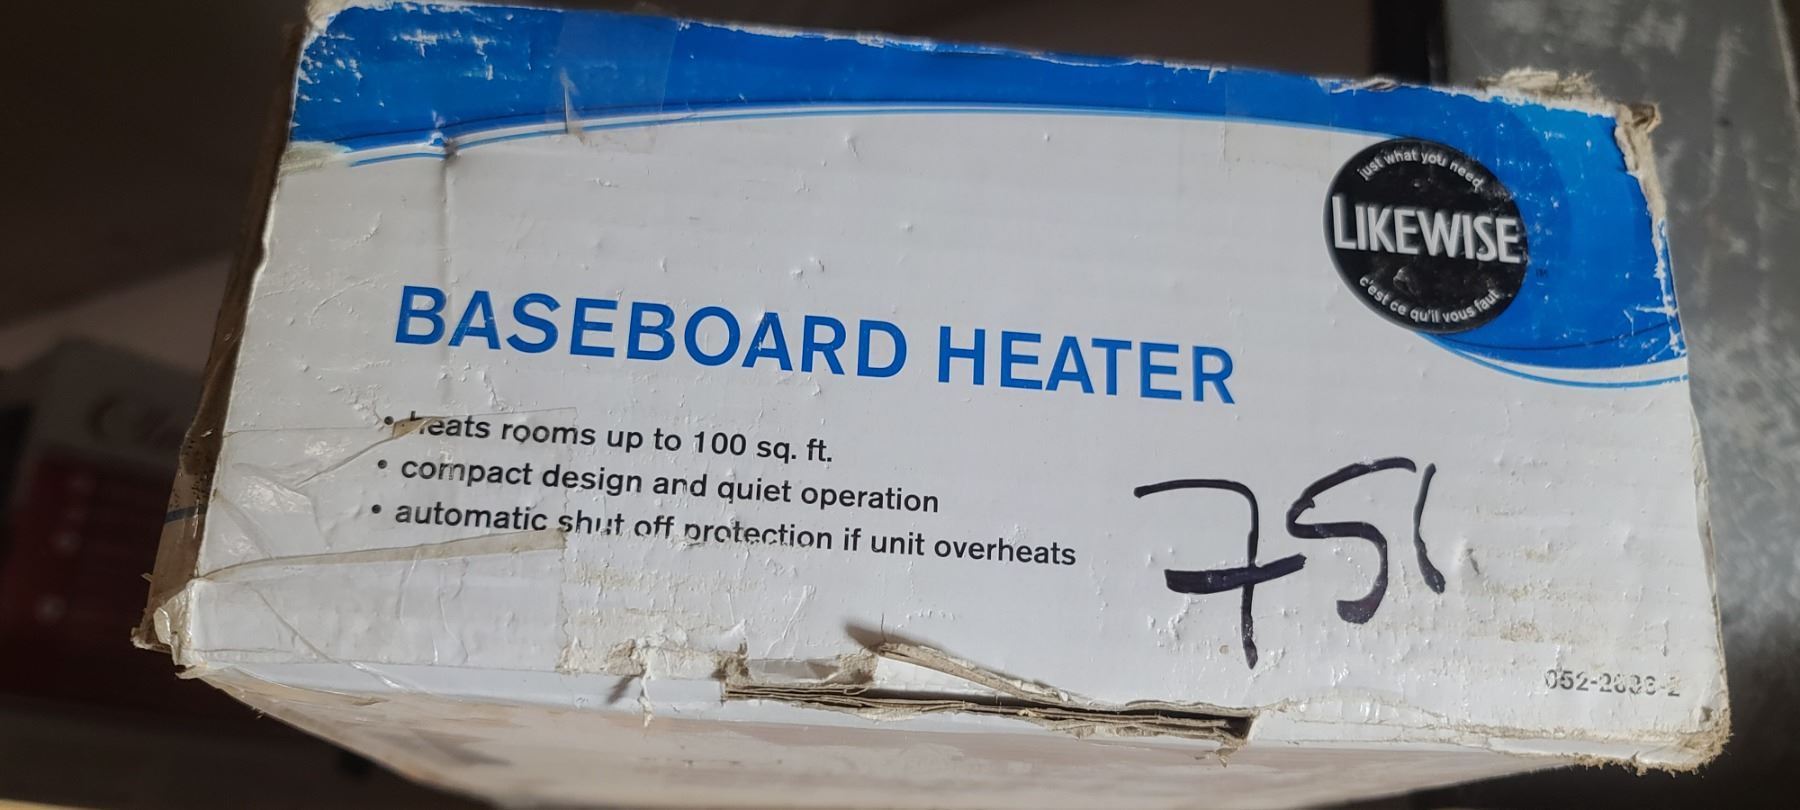 just what you need
LIKEWISE
TM
c'est ce qu'il vous faut
BASEBOARD HEATER
• heats rooms up to 100 sq. ft.
• compact design and quiet operation
• automatic shut off protection if unit overheats
751